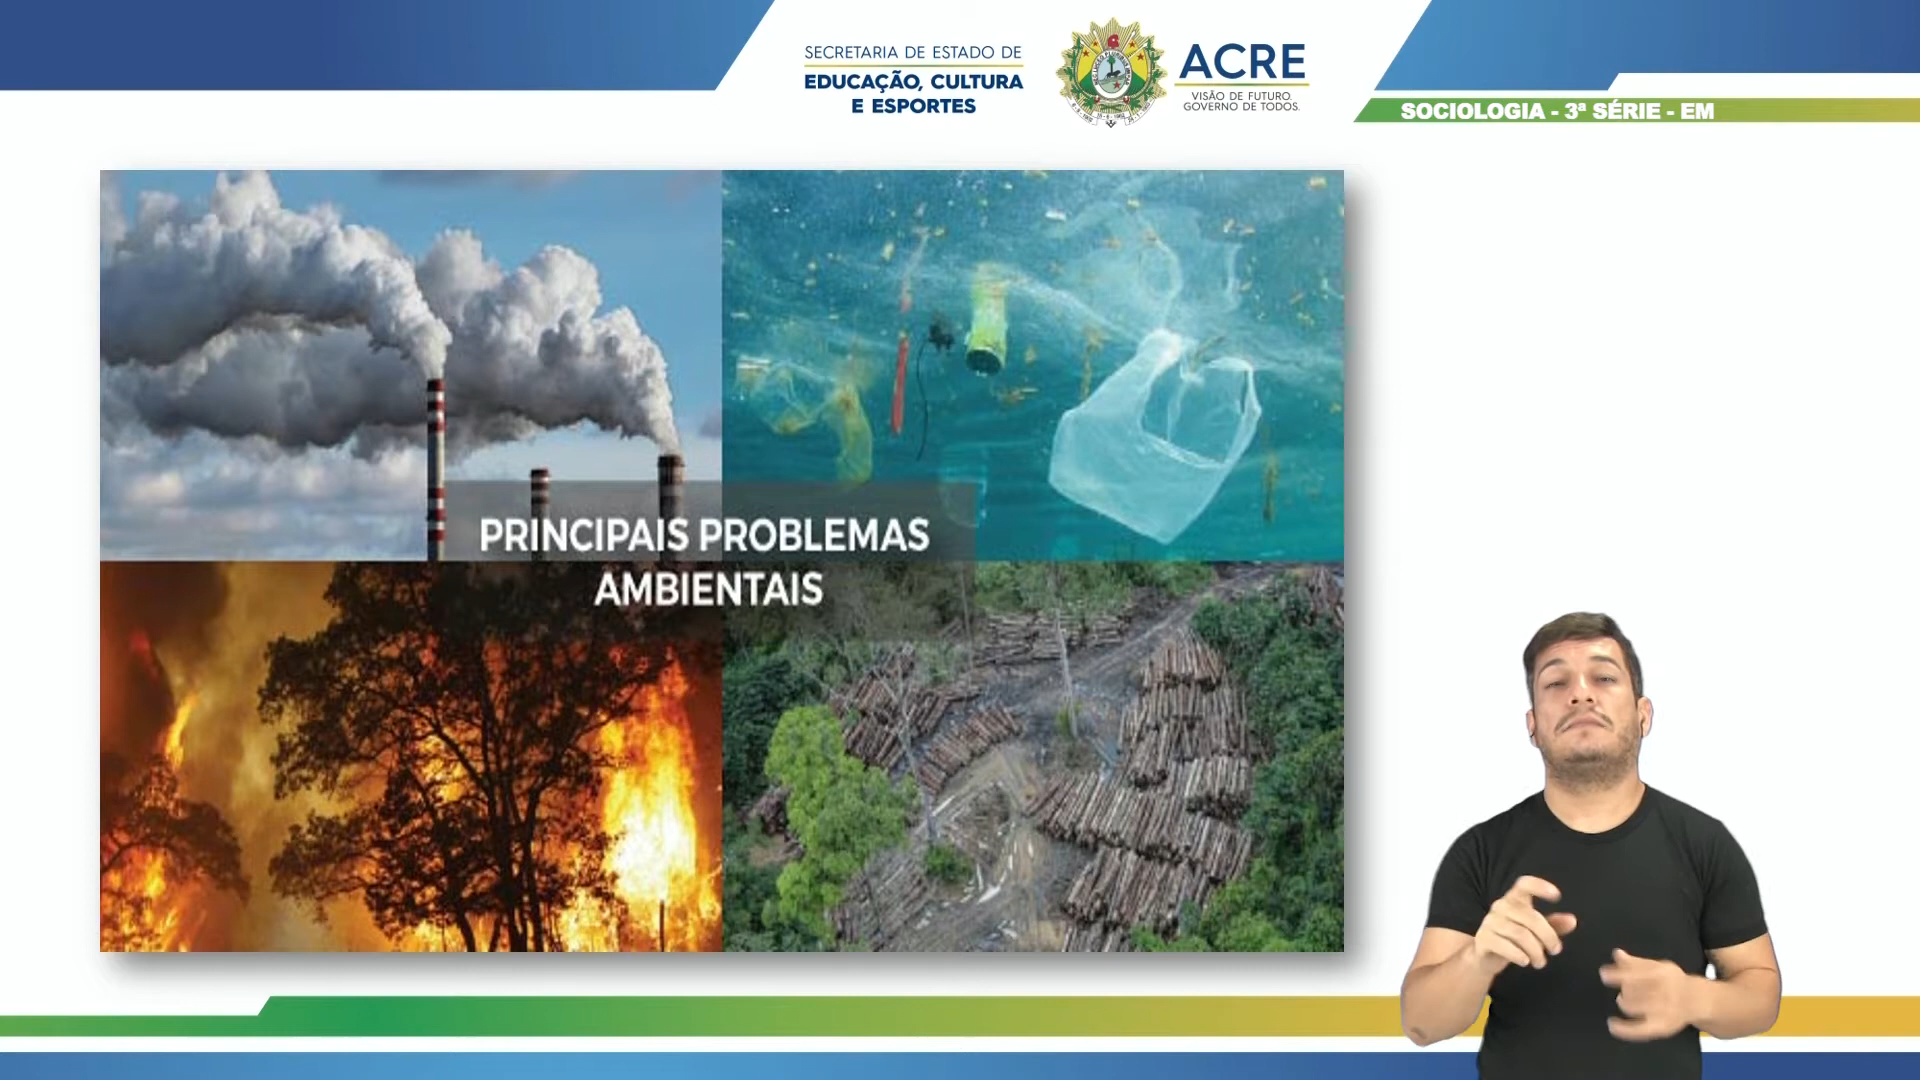 SECRETARIA DE ESTADO DE
EDUCAÇÃO, CULTURA
E ESPORTES
ACRE
VISÃO DE FUTURO.
GOVERNO DE TODOS.
SOCIOLOGIA - 3ª SÉRIE - EM
PRINCIPAIS PROBLEMAS
AMBIENTAIS